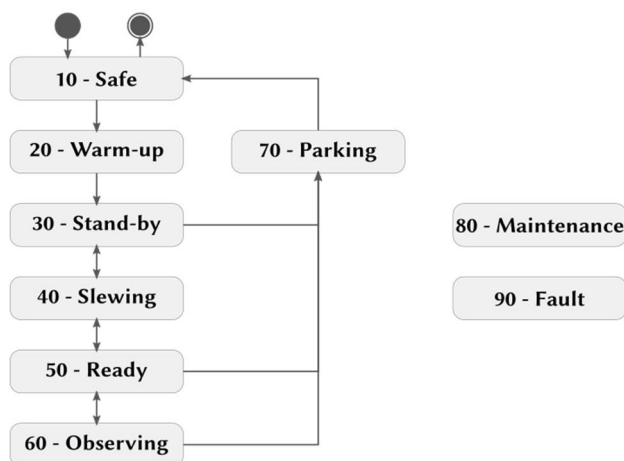 10 - Safe
20 - Warm-up
70 - Parking
30 - Stand-by
80 - Maintenance
40 - Slewing
90 - Fault
50 - Ready
60 - Observing